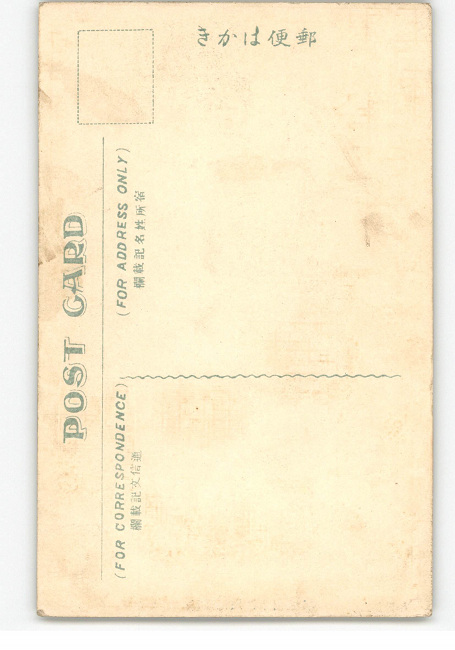 郵便はかき
POST CARD
(FOR ADDRESS ONLY)
宿所姓名記載欄
(FOR CORRESPONDENCE)
通信文記載欄